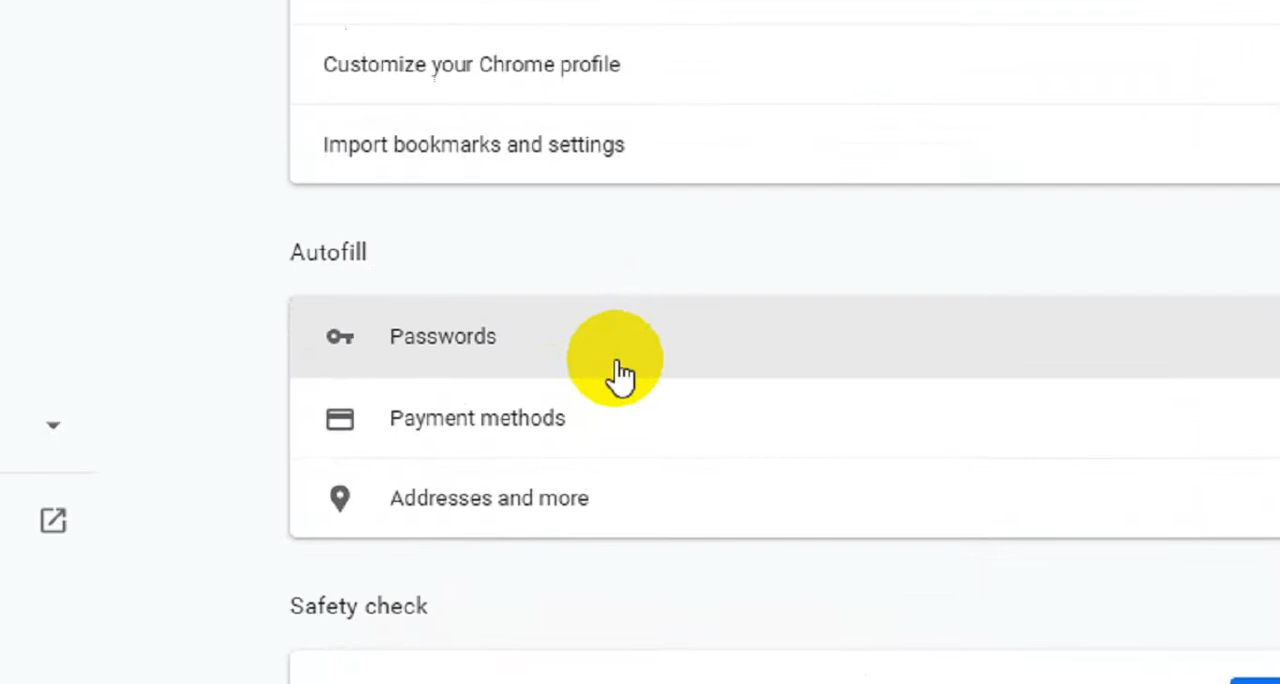 Customize your Chrome profile
Import bookmarks and settings
Autofill
Passwords
Payment methods
Addresses and more
Safety check